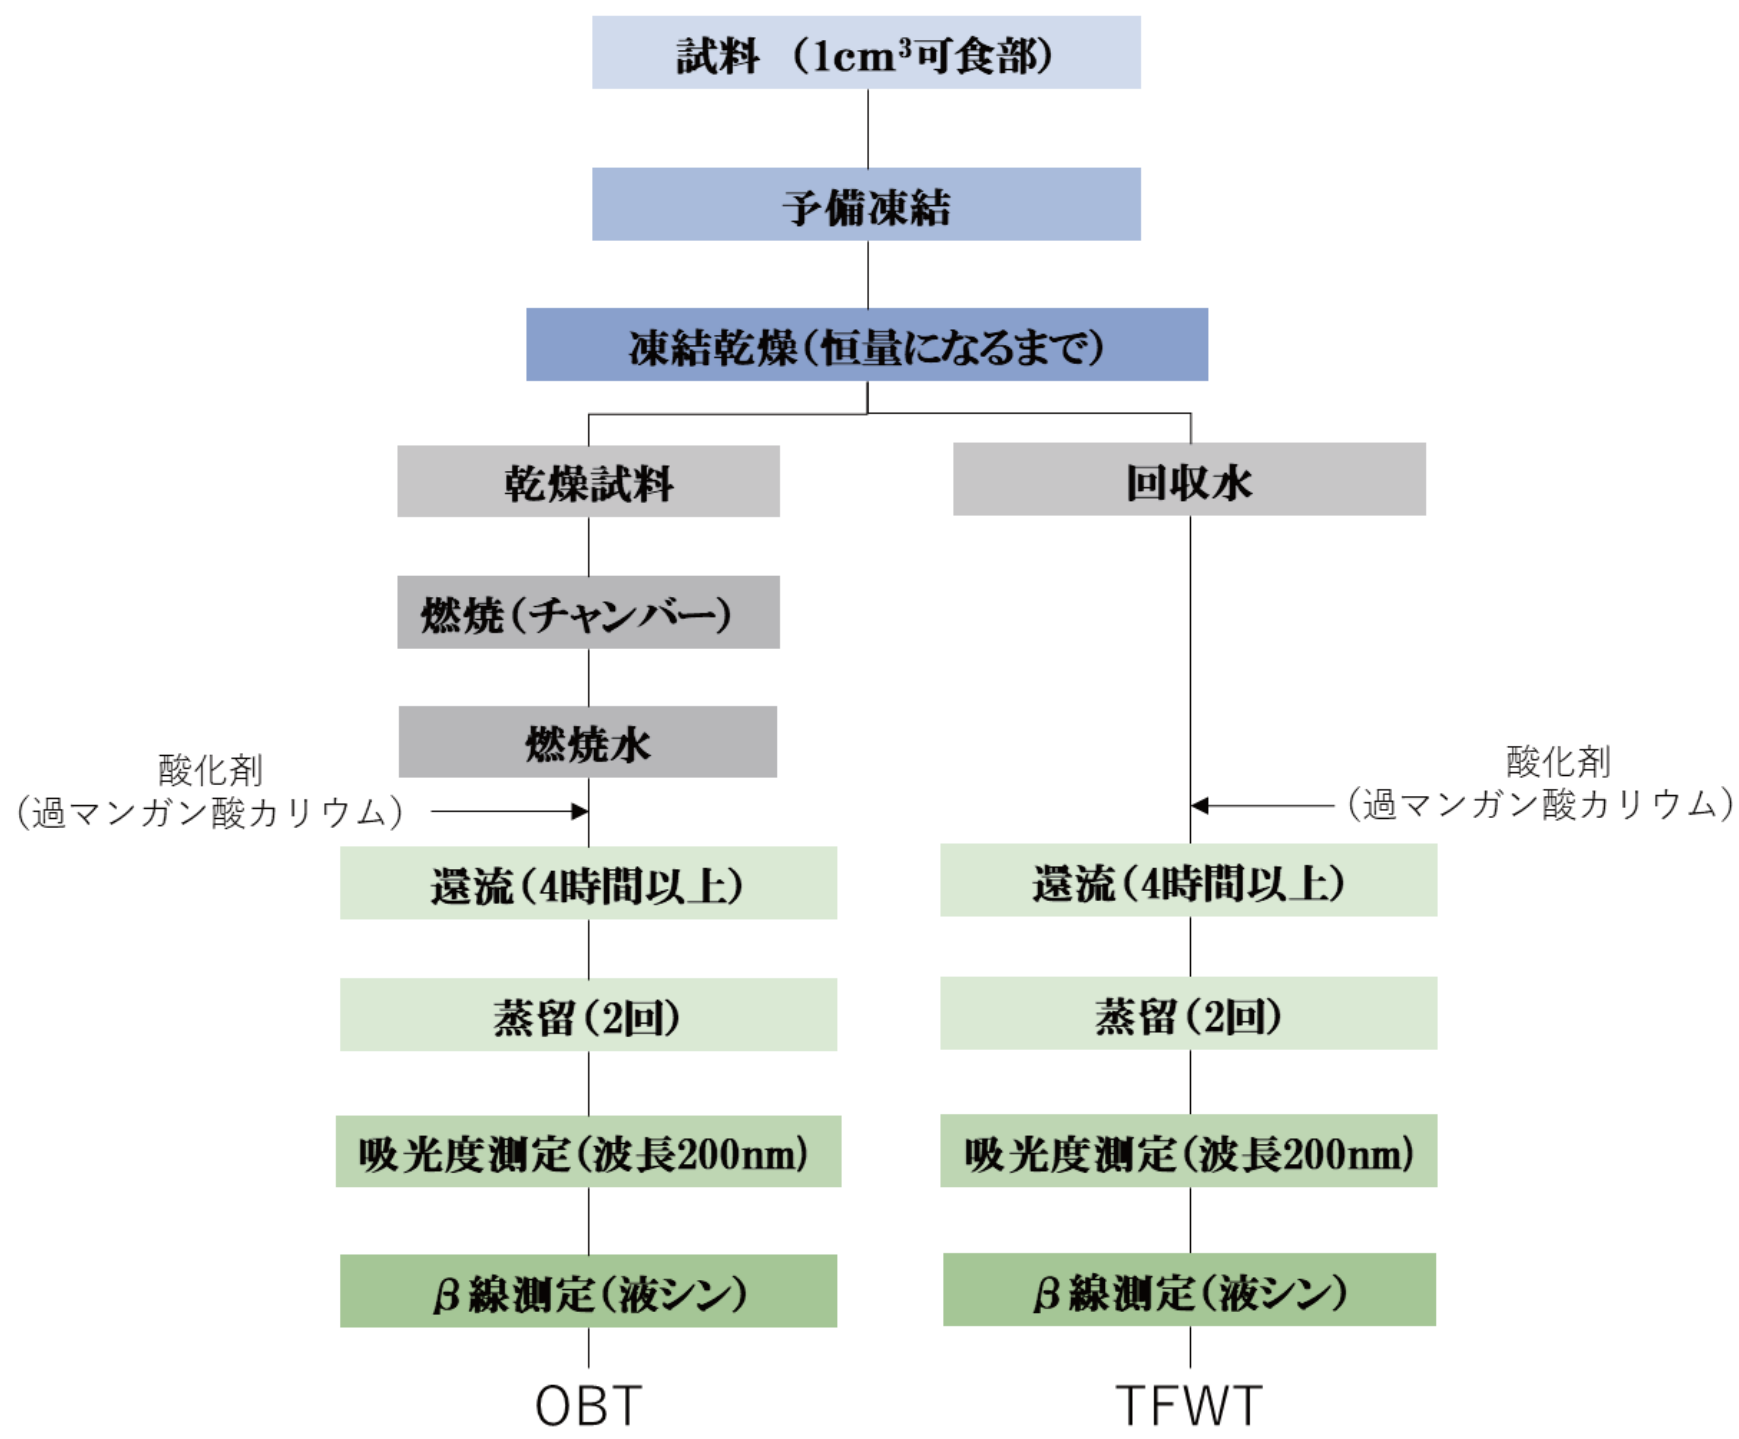 試料 (1cm³可食部)
予備凍結
凍結乾燥(恒量になるまで)
乾燥試料
燃焼(チャンバー)
燃焼水
酸化剤
(過マンガン酸カリウム)
還流(4時間以上)
蒸留(2回)
吸光度測定(波長200nm)
β線測定(液シン)
OBT
回収水
酸化剤
(過マンガン酸カリウム)
還流(4時間以上)
蒸留(2回)
吸光度測定(波長200nm)
β線測定(液シン)
TFWT